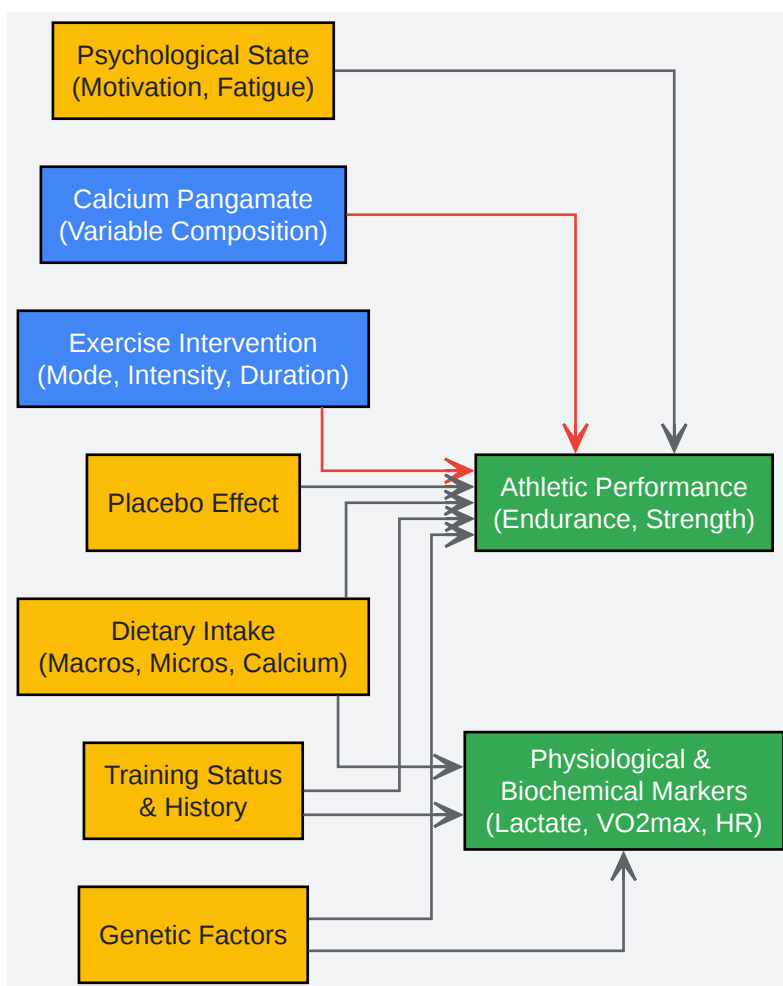 Psychological State
(Motivation, Fatigue)
Calcium Pangamate
(Variable Composition)
Exercise Intervention
(Mode, Intensity, Duration)
Placebo Effect
Athletic Performance
(Endurance, Strength)
Dietary Intake
(Macros, Micros, Calcium)
Training Status
& History
Physiological &
Biochemical Markers
(Lactate, VO2max, HR)
Genetic Factors